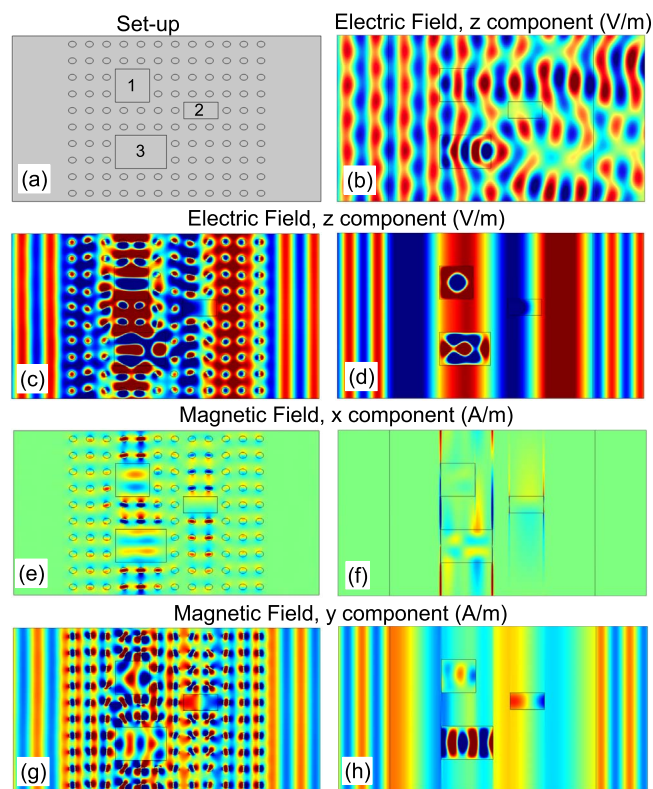 Set-up
Electric Field, z component (V/m)
1
2
3
(a)
(b)
Electric Field, z component (V/m)
(c)
(d)
Magnetic Field, x component (A/m)
(e)
(f)
Magnetic Field, y component (A/m)
(g)
(h)